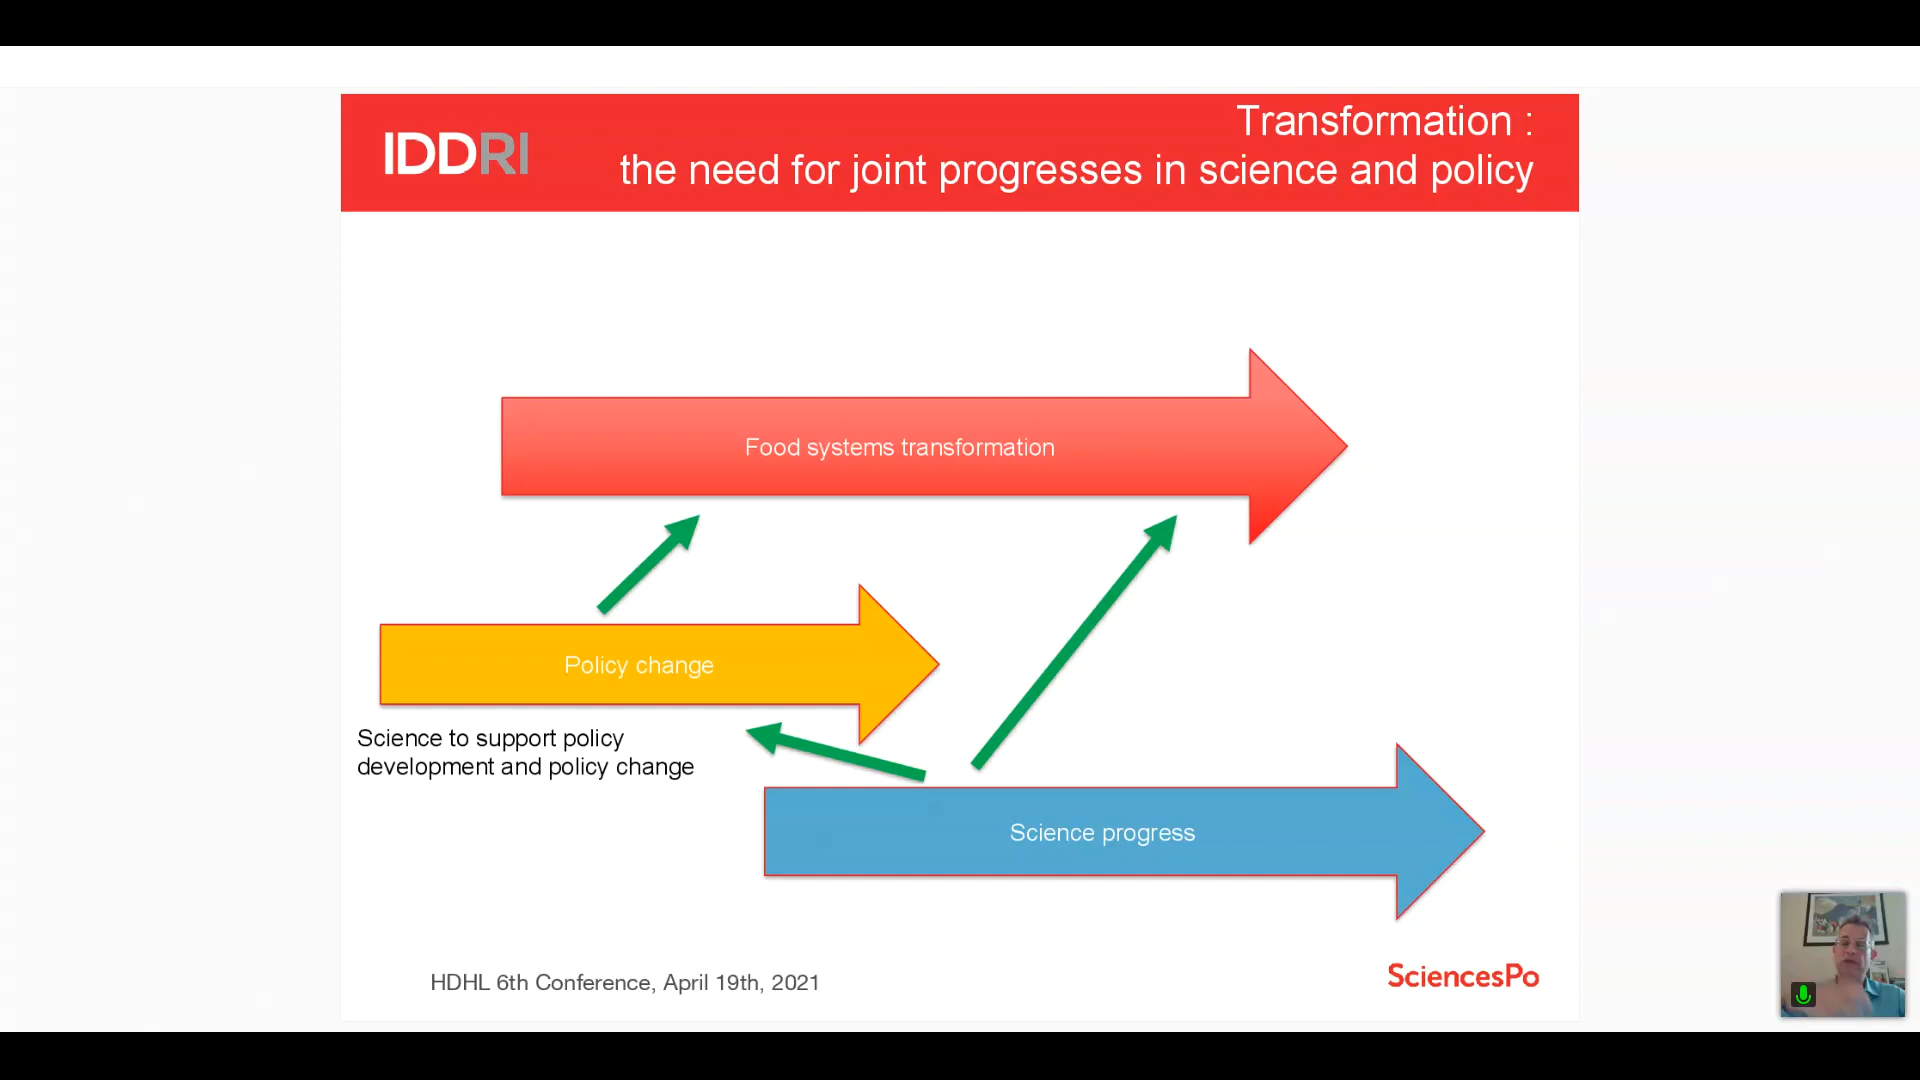 IDDRI
Transformation :
the need for joint progresses in science and policy
Food systems transformation
Policy change
Science to support policy
development and policy change
Science progress
HDHL 6th Conference, April 19th, 2021
SciencesPo